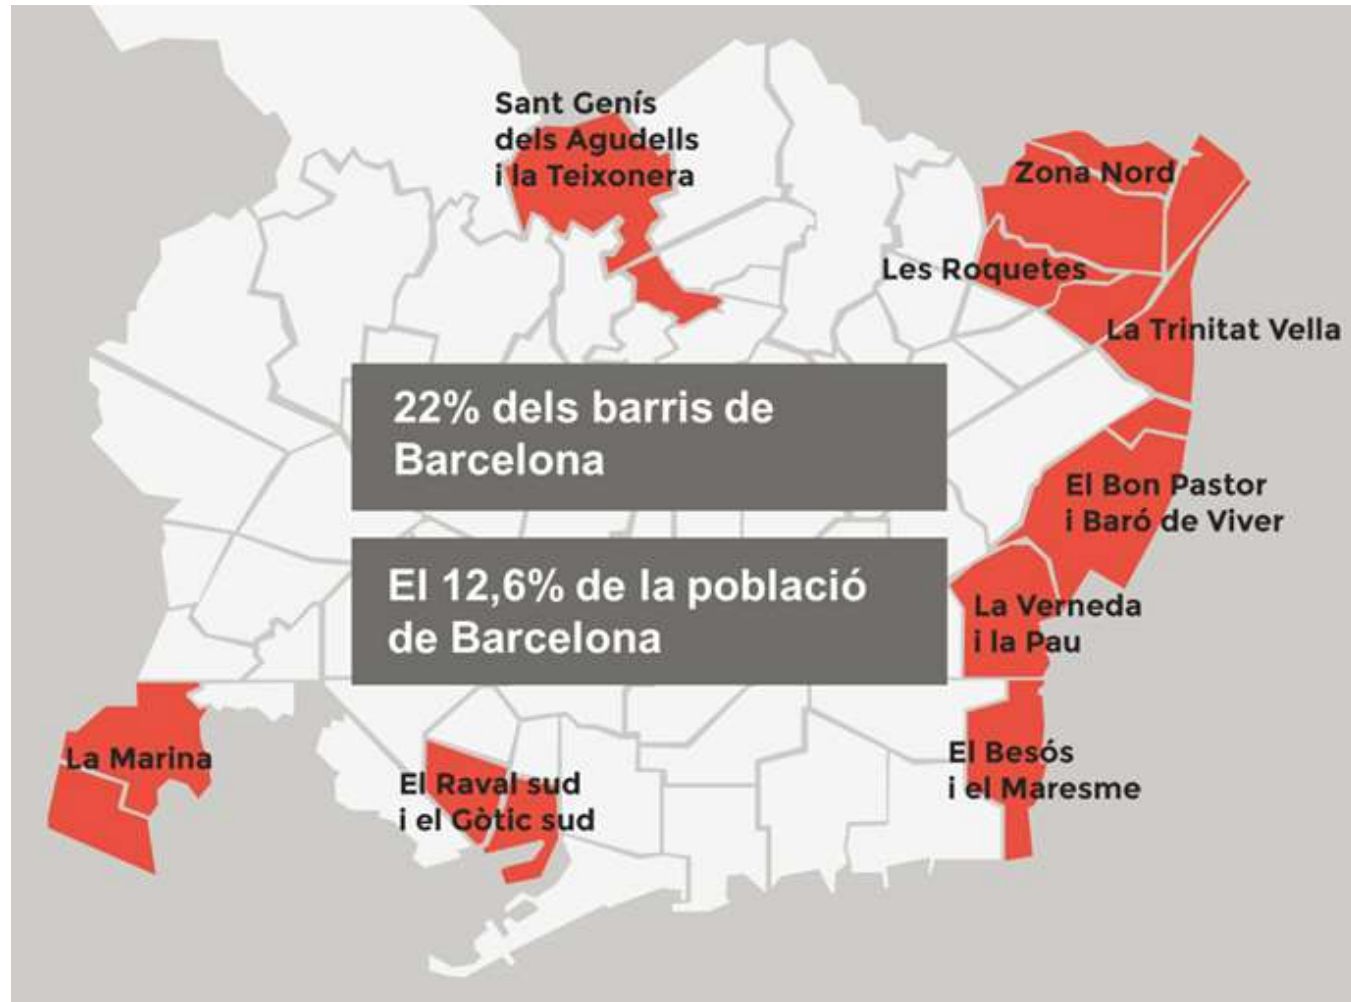 Sant Genís
dels Agudells
i la Teixonera
Zona Nord
Les Roquetes
La Trinitat Vella
22% dels barris de
Barcelona
El Bon Pastor
i Baró de Viver
El 12,6% de la població
de Barcelona
La Verneda
i la Pau
La Marina
El Raval sud
i el Gòtic sud
El Besós
i el Maresme